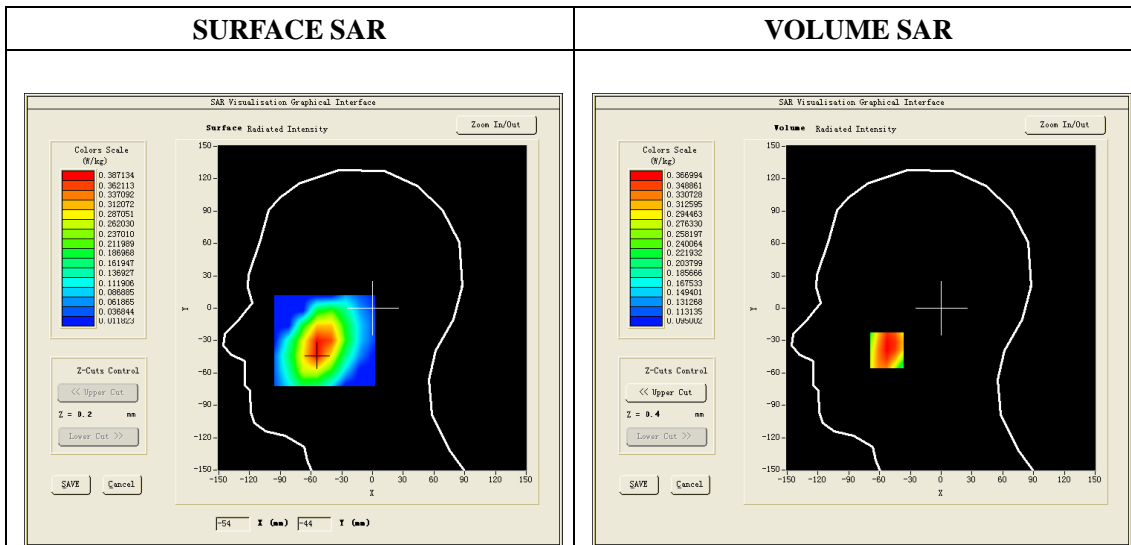 SURFACE SAR
VOLUME SAR
SAR Visualisation Graphical Interface
Surface Radiated Intensity
Zoom In/Out
Colors Scale
(W/kg)
0.387134
0.362113
0.337092
0.312072
0.287051
0.262030
0.237010
0.211989
0.186968
0.161947
0.136927
0.111906
0.086885
0.061865
0.036844
0.011823
150
120
90
60
30
0
-30
-60
-90
-120
-150
Y
-150 -120 -90 -60 -30 0 30 60 90 120 150
X
Z-Cuts Control
<< Upper Cut
Z = 0.2 mm
Lower Cut >>
SAVE
Cancel
-54 X (mm) -44 Y (mm)
SAR Visualisation Graphical Interface
Volume Radiated Intensity
Zoom In/Out
Colors Scale
(W/kg)
0.366994
0.348861
0.330728
0.312595
0.294463
0.276330
0.258197
0.240064
0.221932
0.203799
0.185666
0.167533
0.149401
0.131268
0.113135
0.095002
150
120
90
60
30
0
-30
-60
-90
-120
-150
Y
-150 -120 -90 -60 -30 0 30 60 90 120 150
X
Z-Cuts Control
<< Upper Cut
Z = 0.4 mm
Lower Cut >>
SAVE
Cancel